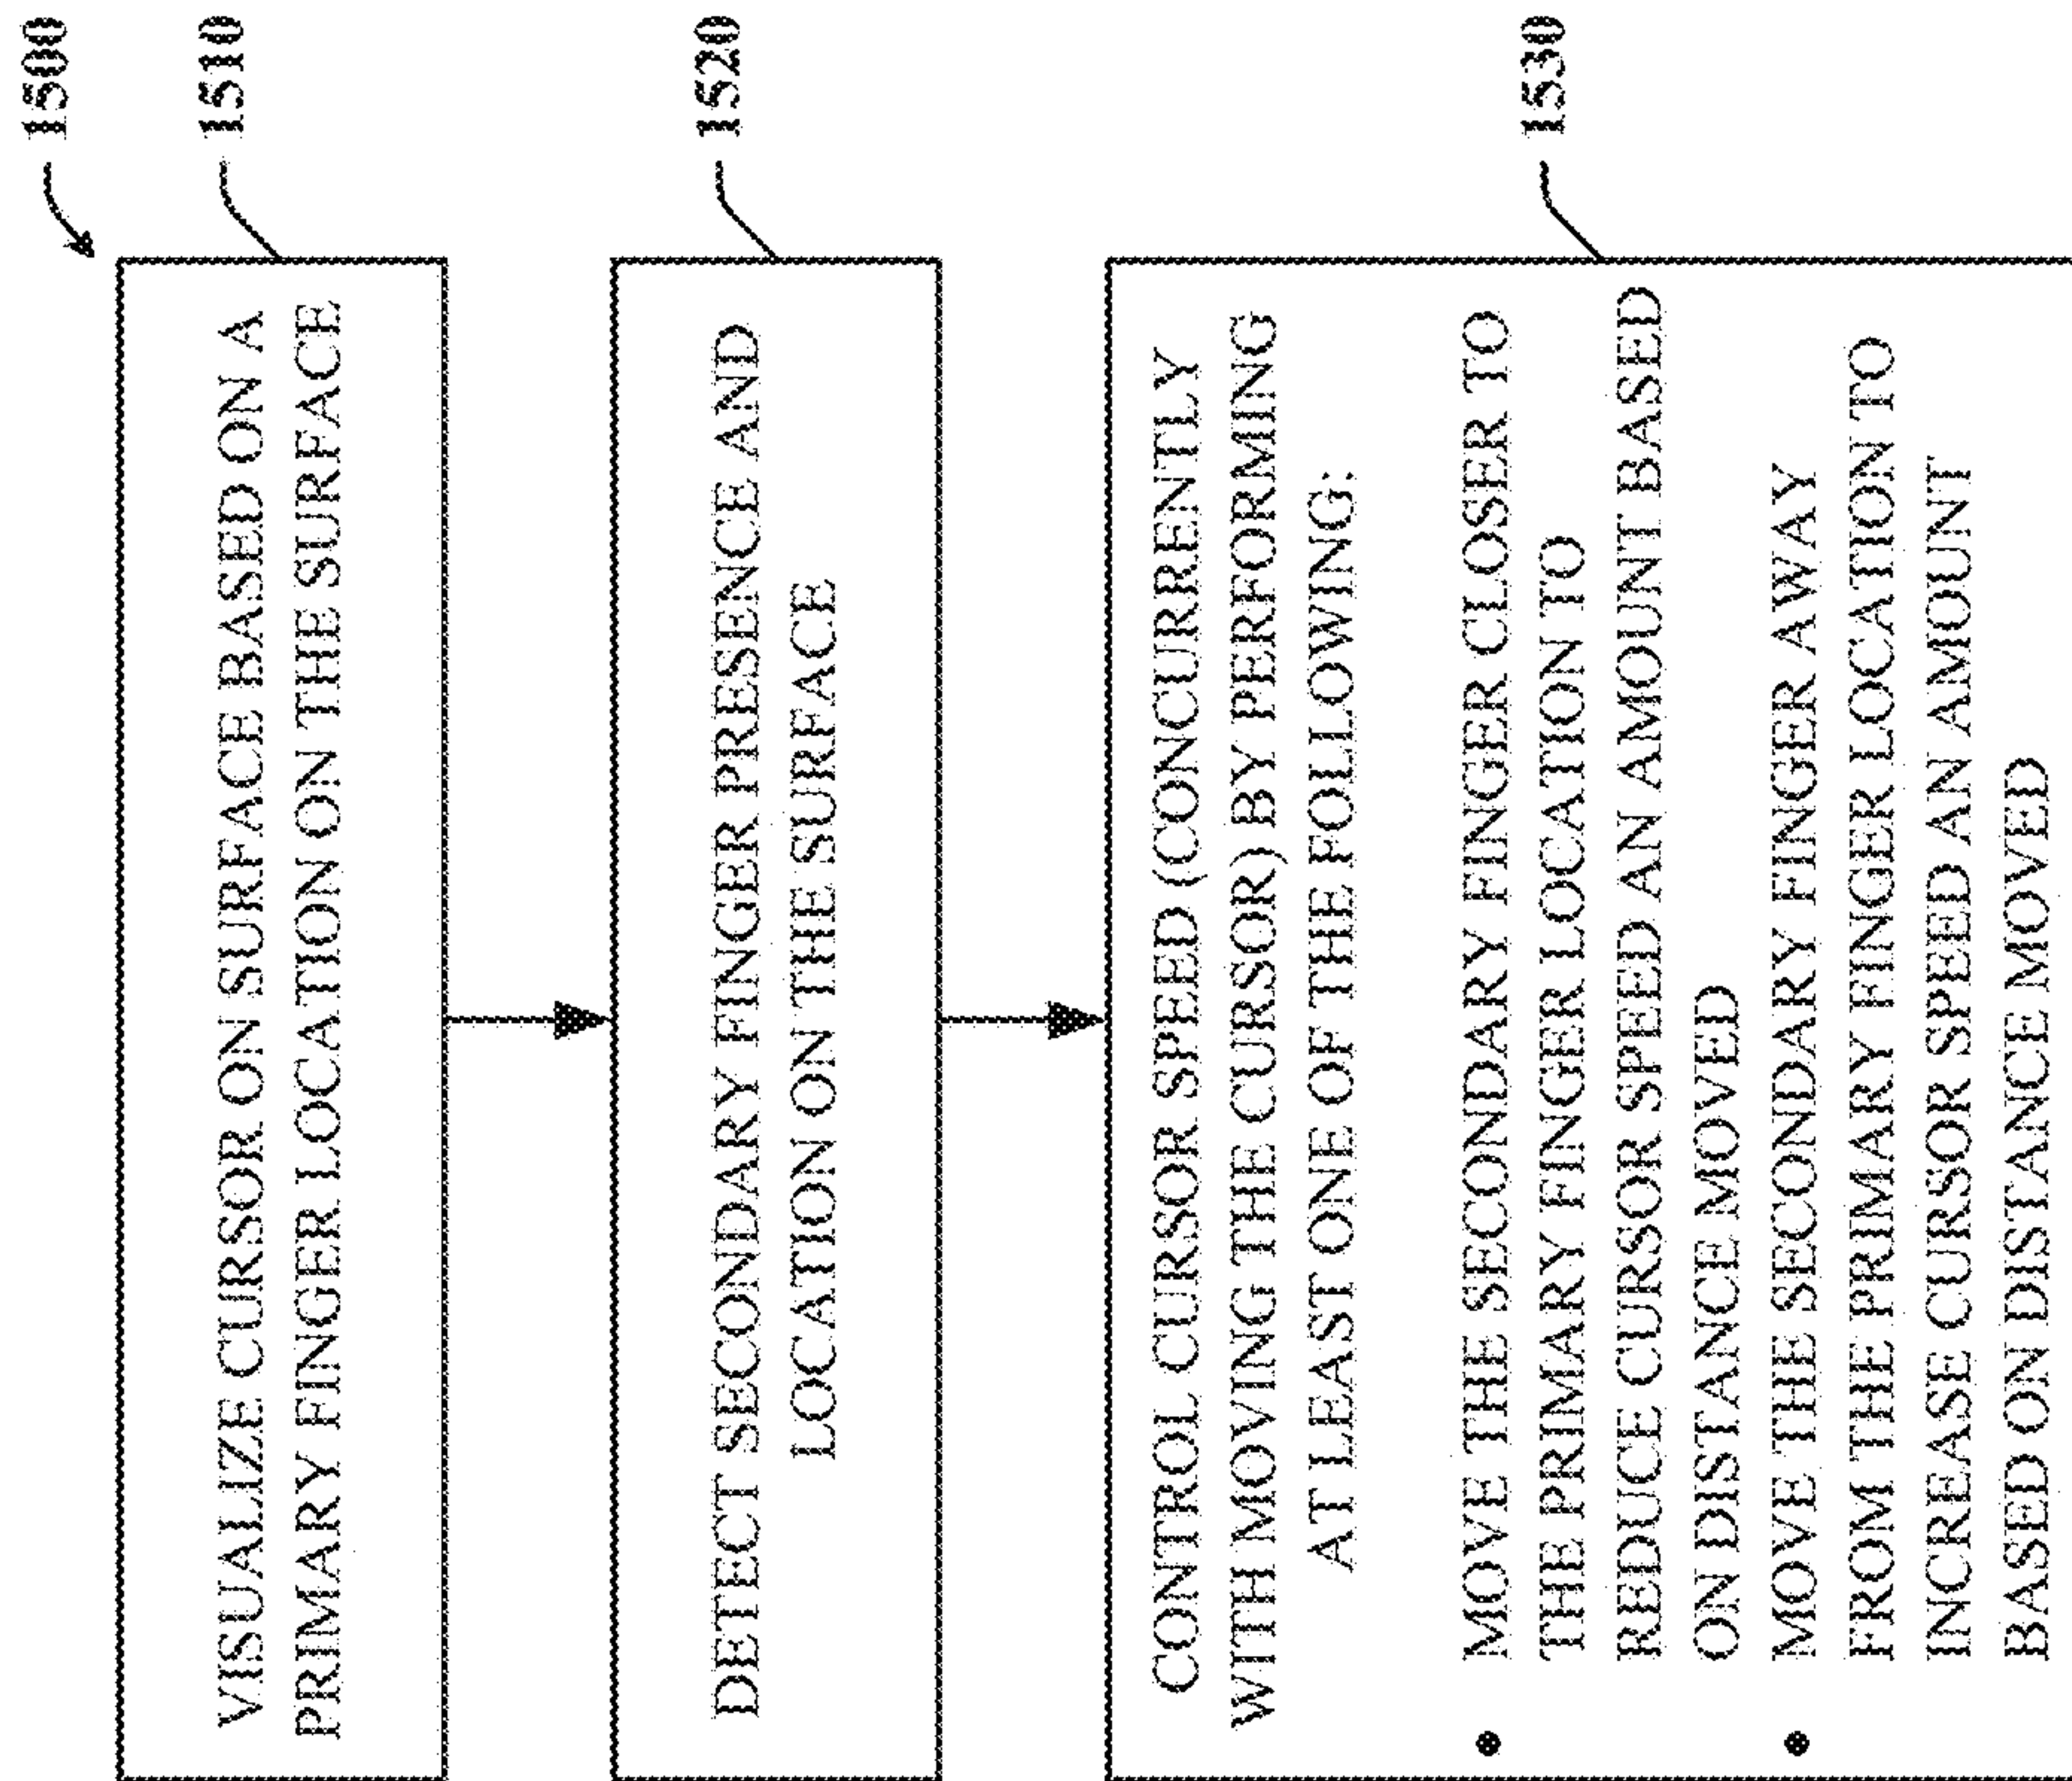 1500
1510
VISUALIZE CURSOR ON SURFACE BASED ON A
PRIMARY FINGER LOCATION ON THE SURFACE
1520
DETECT SECONDARY FINGER PRESENCE AND
LOCATION ON THE SURFACE
1530
CONTROL CURSOR SPEED (CONCURRENTLY
WITH MOVING THE CURSOR) BY PERFORMING
AT LEAST ONE OF THE FOLLOWING:
• MOVE THE SECONDARY FINGER CLOSER TO
THE PRIMARY FINGER LOCATION TO
REDUCE CURSOR SPEED AN AMOUNT BASED
ON DISTANCE MOVED
• MOVE THE SECONDARY FINGER AWAY
FROM THE PRIMARY FINGER LOCATION TO
INCREASE CURSOR SPEED AN AMOUNT
BASED ON DISTANCE MOVED